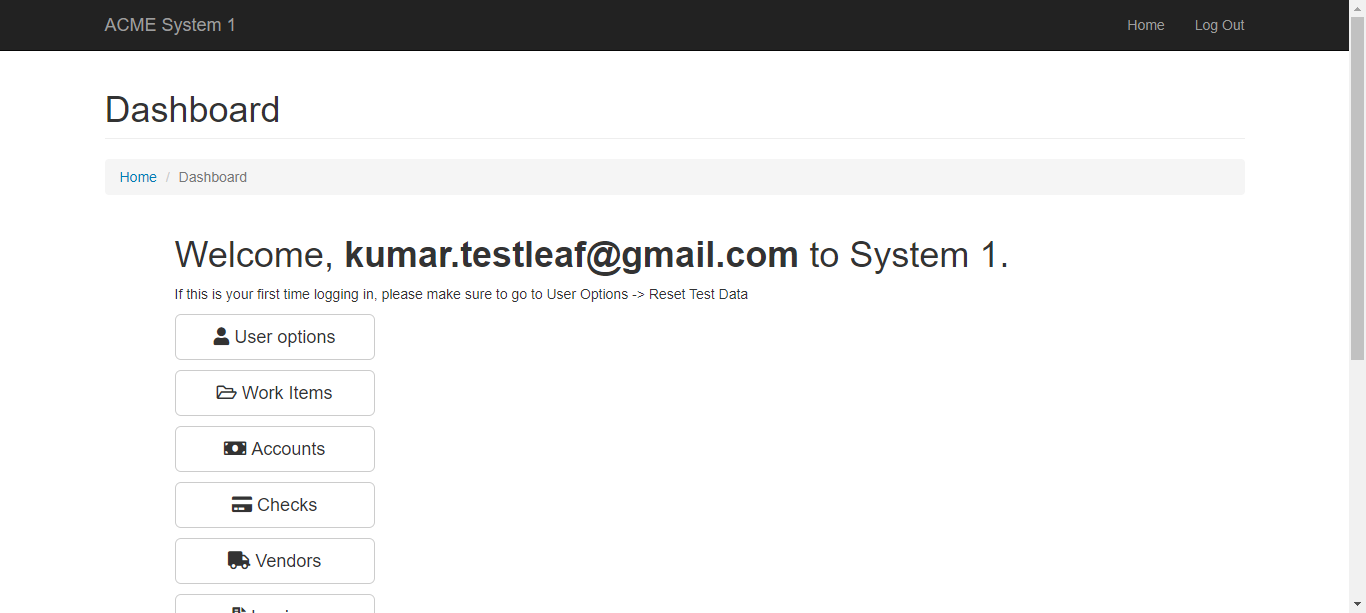 ACME System 1
Home
Log Out
Dashboard
Home / Dashboard
Welcome, kumar.testleaf@gmail.com to System 1.
If this is your first time logging in, please make sure to go to User Options -> Reset Test Data
User options
Work Items
Accounts
Checks
Vendors